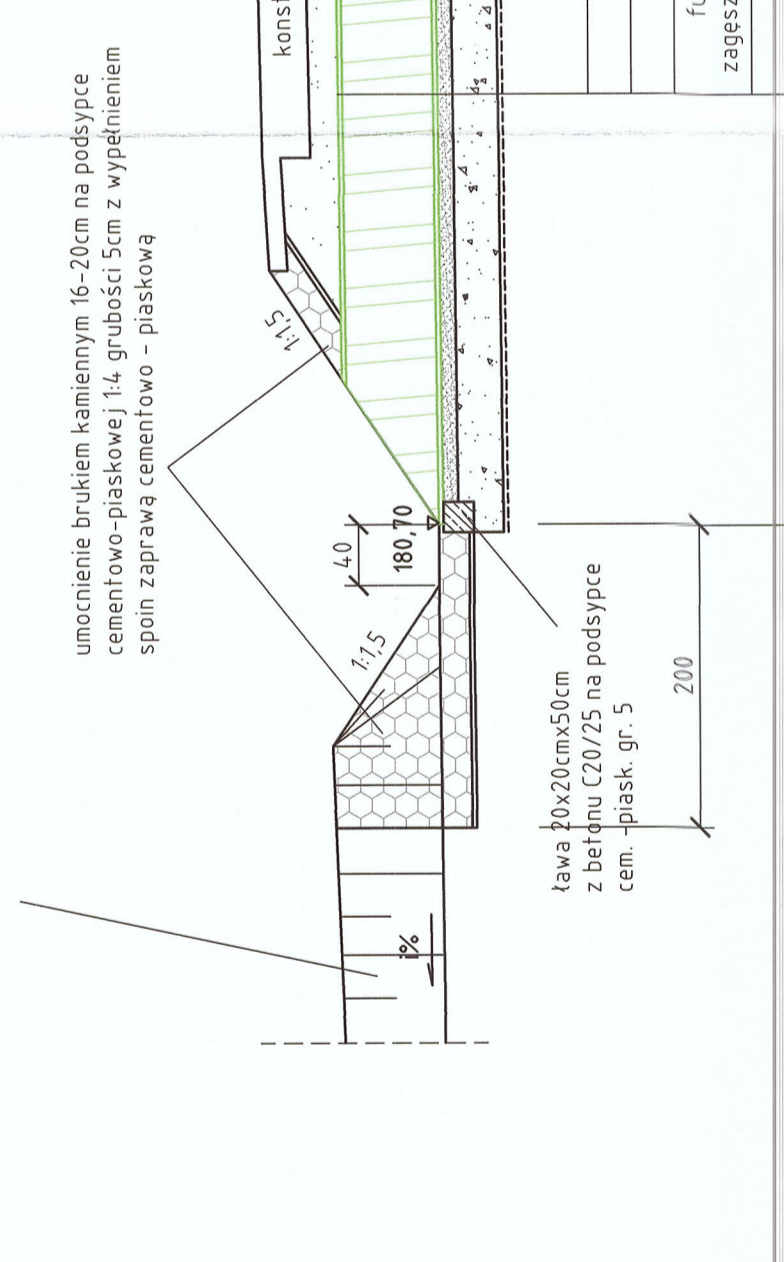 umocnienie brukiem kamiennym 16-20cm na podsypce
cementowo-piaskowej 1:4 grubości 5cm z wypełnieniem
spoin zaprawą cementowo - piaskową
konst
1:1,5
40
180,70
1:1,5
i%
ława 20x20cmx50cm
z betonu C20/25 na podsypce
cem. -piask. gr. 5
200
fu
zagęsz